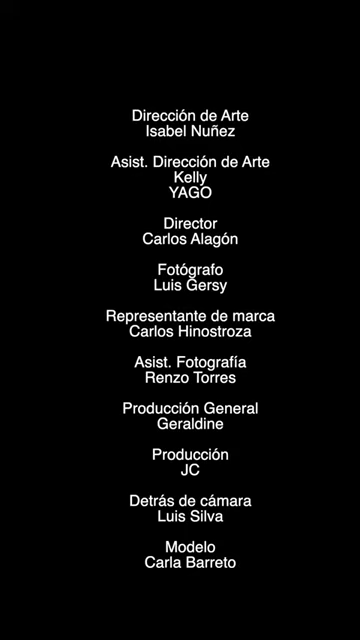 Dirección de Arte
Isabel Nuñez
Asist. Dirección de Arte
Kelly
YAGO
Director
Carlos Alagón
Fotógrafo
Luis Gersy
Representante de marca
Carlos Hinostroza
Asist. Fotografía
Renzo Torres
Producción General
Geraldine
Producción
JC
Detrás de cámara
Luis Silva
Modelo
Carla Barreto